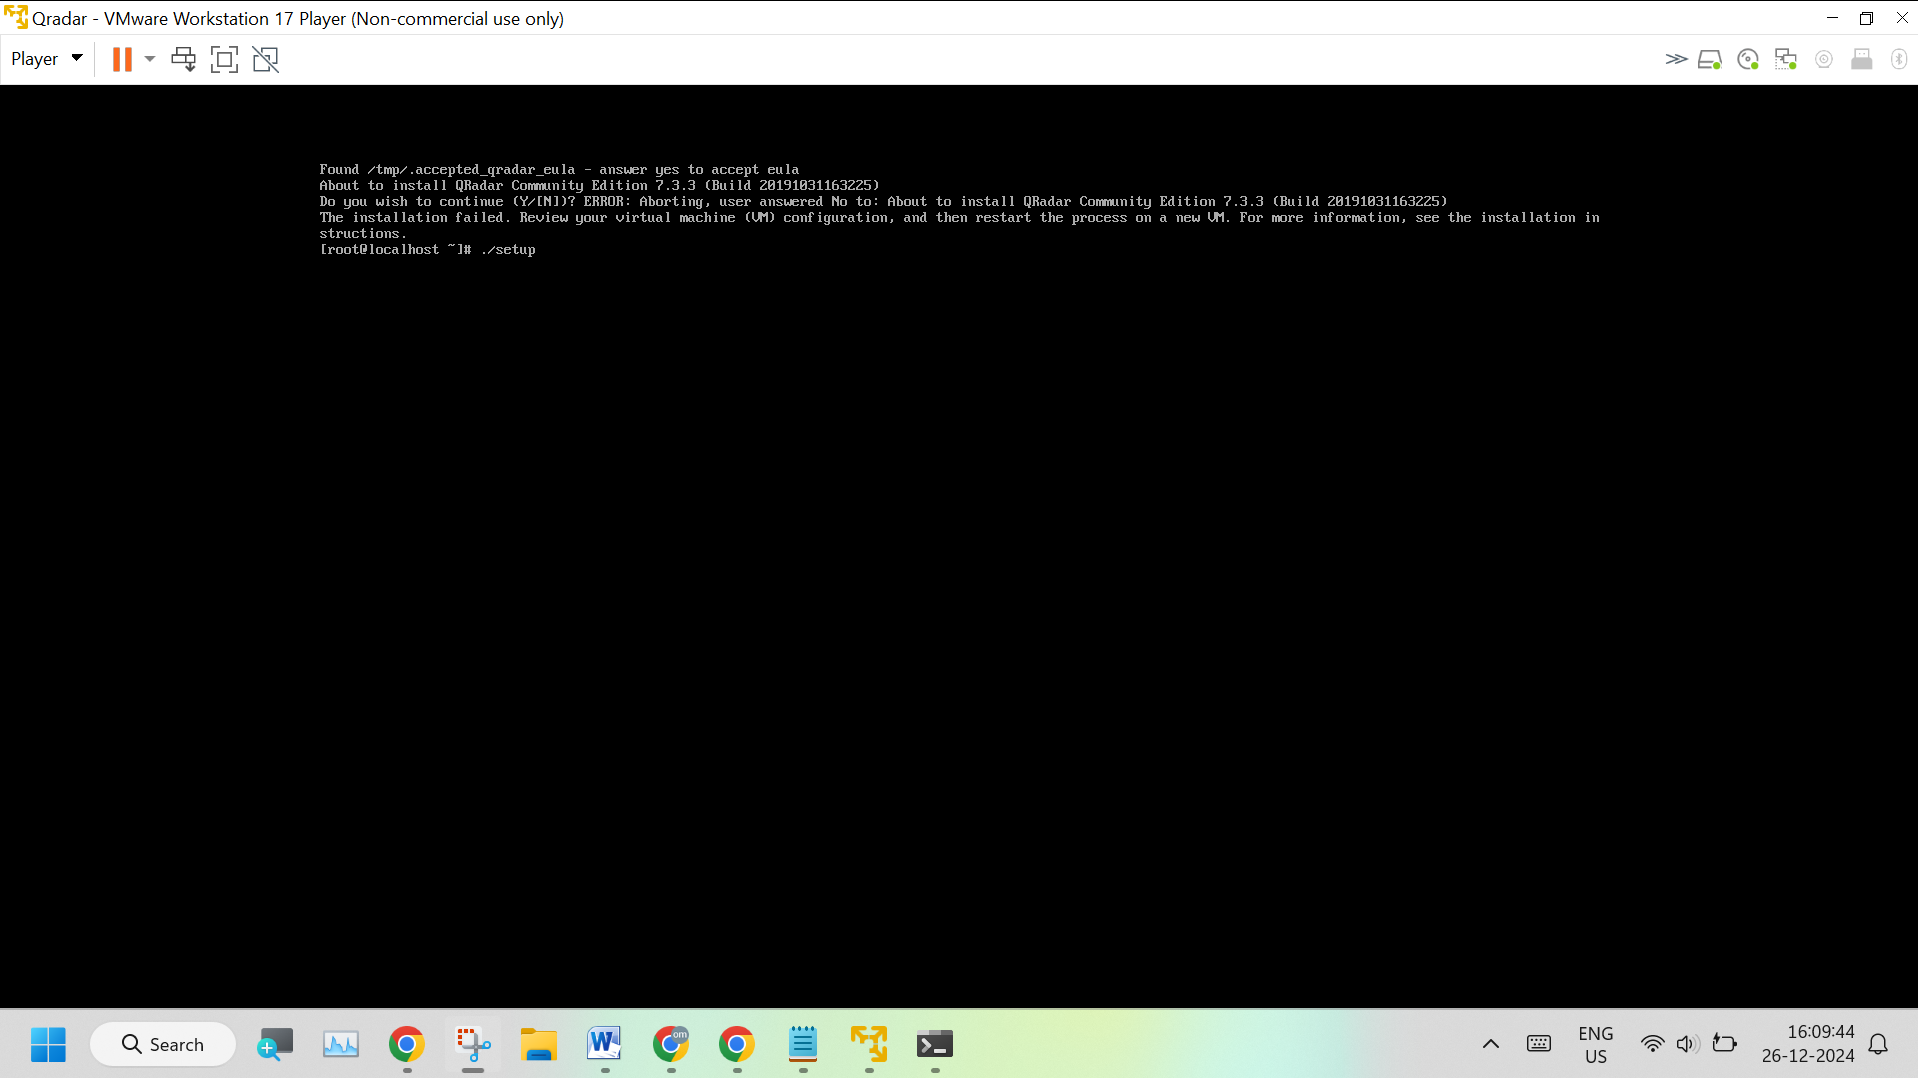 Qradar - VMware Workstation 17 Player (Non-commercial use only)
Player
Found /tmp/.accepted_qradar_eula - answer yes to accept eula
About to install QRadar Community Edition 7.3.3 (Build 20191031163225)
Do you wish to continue (Y/[N])? ERROR: Aborting, user answered No to: About to install QRadar Community Edition 7.3.3 (Build 20191031163225)
The installation failed. Review your virtual machine (VM) configuration, and then restart the process on a new VM. For more information, see the installation in
structions.
[root@localhost ~]# ./setup
Search
om
ENG
US
16:09:44
26-12-2024